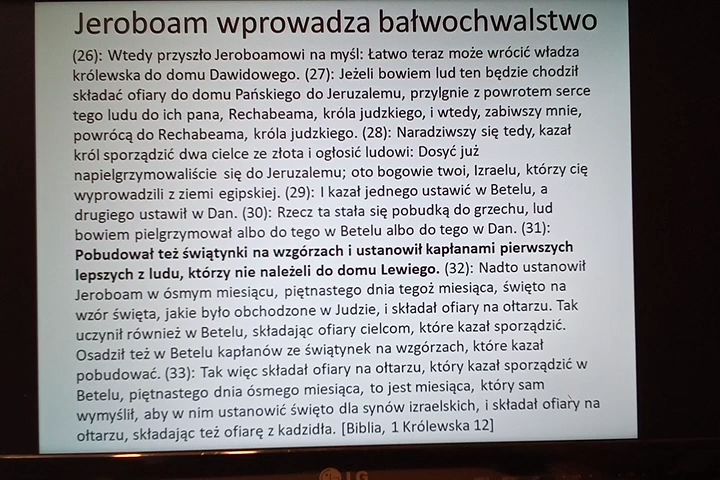 Jeroboam wprowadza bałwochwalstwo
(26): Wtedy przyszło Jeroboamowi na myśl: Łatwo teraz może wrócić władza
królewska do domu Dawidowego. (27): Jeżeli bowiem lud ten będzie chodził
składać ofiary do domu Pańskiego do Jeruzalemu, przylgnie z powrotem serce
tego ludu do ich pana, Rechabeama, króla judzkiego, i wtedy, zabiwszy mnie,
powrócą do Rechabeama, króla judzkiego. (28): Naradziwszy się tedy, kazał
król sporządzić dwa cielce ze złota i ogłosić ludowi: Dosyć już
napielgrzymowaliście się do Jeruzalemu; oto bogowie twoi, Izraelu, którzy cię
wyprowadzili z ziemi egipskiej. (29): I kazał jednego ustawić w Betelu, a
drugiego ustawił w Dan. (30): Rzecz ta stała się pobudką do grzechu, lud
bowiem pielgrzymował albo do tego w Betelu albo do tego w Dan. (31):
Pobudował też świątynki na wzgórzach i ustanowił kapłanami pierwszych
lepszych z ludu, którzy nie należeli do domu Lewiego. (32): Nadto ustanowił
Jeroboam w ósmym miesiącu, piętnastego dnia tegoż miesiąca, święto na
wzór święta, jakie było obchodzone w Judzie, i składał ofiary na ołtarzu. Tak
uczynił również w Betelu, składając ofiary cielcom, które kazał sporządzić.
Osadził też w Betelu kapłanów ze świątynek na wzgórzach, które kazał
pobudować. (33): Tak więc składał ofiary na ołtarzu, który kazał sporządzić w
Betelu, piętnastego dnia ósmego miesiąca, to jest miesiąca, który sam
wymyślił, aby w nim ustanowić święto dla synów izraelskich, i składał ofiary na
ołtarzu, składając też ofiarę z kadzidła. [Biblia, 1 Królewska 12]
LG